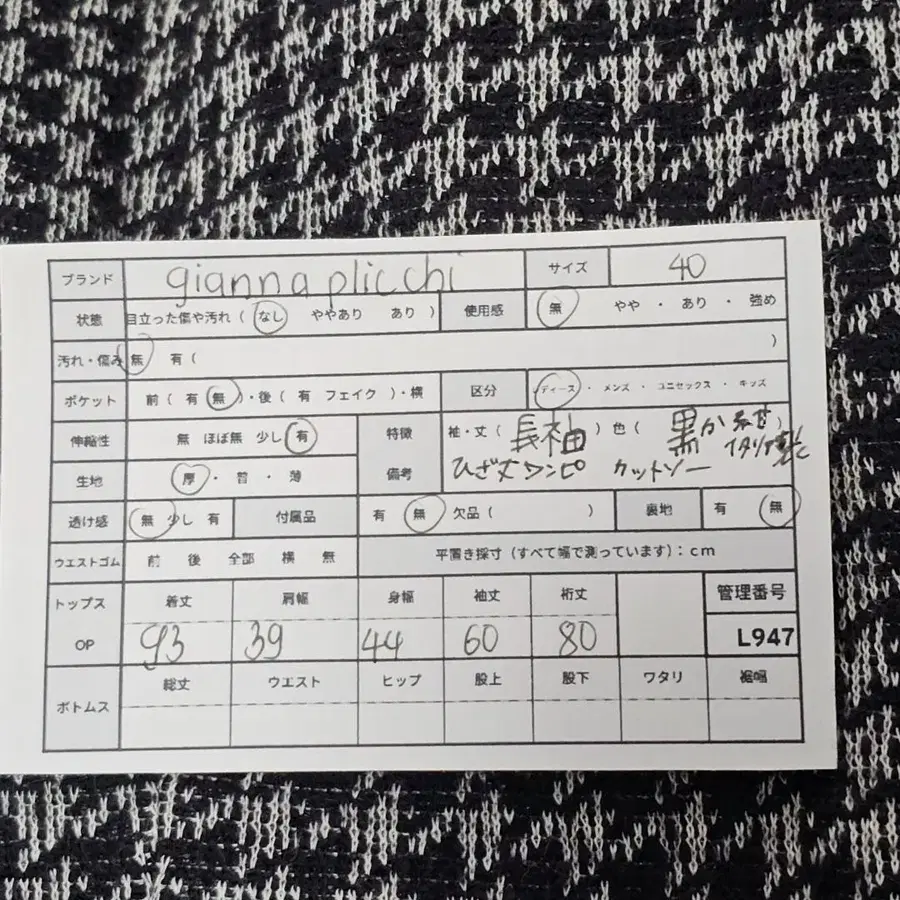 ブランド gianna plicchi サイズ 40
状態 目立った傷や汚れ ( なし ややあり あり ) 使用感 無 やや ・ あり ・ 強め
汚れ・傷み 無 有 ( )
ポケット 前 ( 有 無 )・後 ( 有 フェイク )・横 区分 ディース ・ メンズ ・ ユニセックス ・ キッズ
伸縮性 無 ほぼ無 少し 有 特徴 袖・丈 ( 長袖 ) 色 ( 黒 ) イタリア製
生地 厚 ・ 普 ・ 薄 備考 ひざ丈ワンピ カットソー
透け感 無 少し 有 付属品 有 無 欠品 ( ) 裏地 有 無
ウエストゴム 前 後 全部 横 無 平置き採寸 (すべて幅で測っています) : cm
トップス 着丈 肩幅 身幅 袖丈 裄丈 管理番号
OP 93 39 44 60 80 L947
ボトムス 総丈 ウエスト ヒップ 股上 股下 ワタリ 裾幅